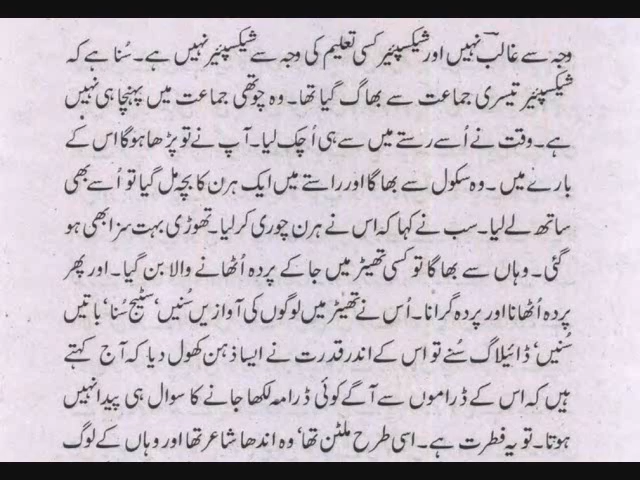 وجہ سے غالبؔ نہیں اور شیکسپئیر کسی تعلیم کی وجہ سے شیکسپئیر نہیں ہے۔ سُنا ہے کہ
شیکسپئیر تیسری جماعت سے بھاگ گیا تھا۔ وہ چوتھی جماعت میں پہنچا ہی نہیں
ہے۔ وقت نے اُسے رستے میں سے ہی اُچک لیا۔ آپ نے تو پڑھا ہو گا اس کے
بارے میں۔ وہ سکول سے بھاگا اور راستے میں ایک ہرن کا بچہ مل گیا تو اُسے بھی
ساتھ لے لیا۔ سب نے کہا کہ اس نے ہرن چوری کر لیا۔ تھوڑی بہت سزا بھی ہو
گئی۔ وہاں سے بھاگا تو کسی تھیٹر میں جا کے پردہ اُٹھانے والا بن گیا۔ اور پھر
پردہ اُٹھانا اور پردہ گرانا۔ اُس نے تھیٹر میں لوگوں کی آوازیں سُنیں، سٹیج سُنا، باتیں
سُنیں، ڈائیلاگ سُنے تو اس کے اندر قدرت نے ایسا ذہن کھول دیا کہ آج کہتے
ہیں کہ اس کے ڈراموں سے آگے کوئی ڈرامہ لکھا جانے کا سوال ہی پیدا نہیں
ہوتا۔ تو یہ فطرت ہے۔ اسی طرح ملٹن تھا، وہ اندھا شاعر تھا اور وہاں کے لوگ